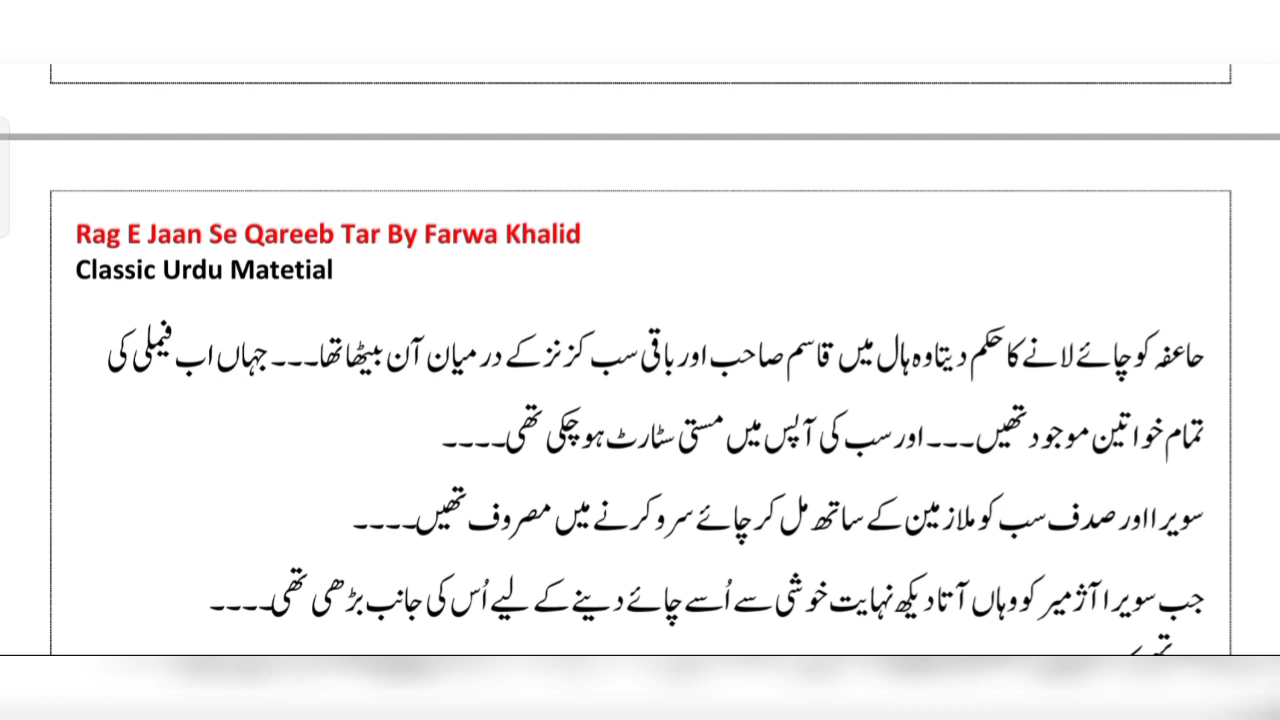 Rag E Jaan Se Qareeb Tar By Farwa Khalid
Classic Urdu Matetial
حاعفہ کو چائے لانے کا حکم دیتا وہ ہال میں قاسم صاحب اور باقی سب کزنز کے درمیان آن بیٹھا تھا۔۔۔ جہاں اب فیملی کی
تمام خواتین موجود تھیں۔۔۔ اور سب کی آپس میں مستی سٹارٹ ہو چکی تھی۔۔۔۔
سویرا اور صدف سب کو ملازمین کے ساتھ مل کر چائے سرو کرنے میں مصروف تھیں۔۔۔۔
جب سویرا آژمیر کو وہاں آتا دیکھ نہایت خوشی سے اُسے چائے دینے کے لیے اُس کی جانب بڑھی تھی۔۔۔۔